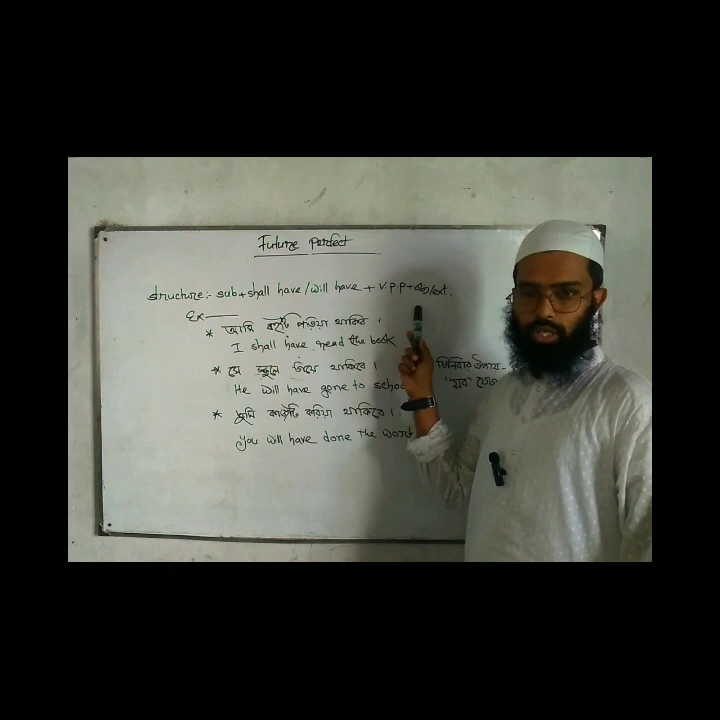 Future Perfect
structure:- sub+shall have/will have + V.P.P+obj/ext.
Ex
* আমি বইটি পড়িয়া থাকিব।
I shall have read the book
* সে স্কুলে গিয়ে থাকিবে।
He will have gone to schoo
* তুমি কাজটি করিয়া থাকিবে।
you will have done the work
চিনিবার উপায়-